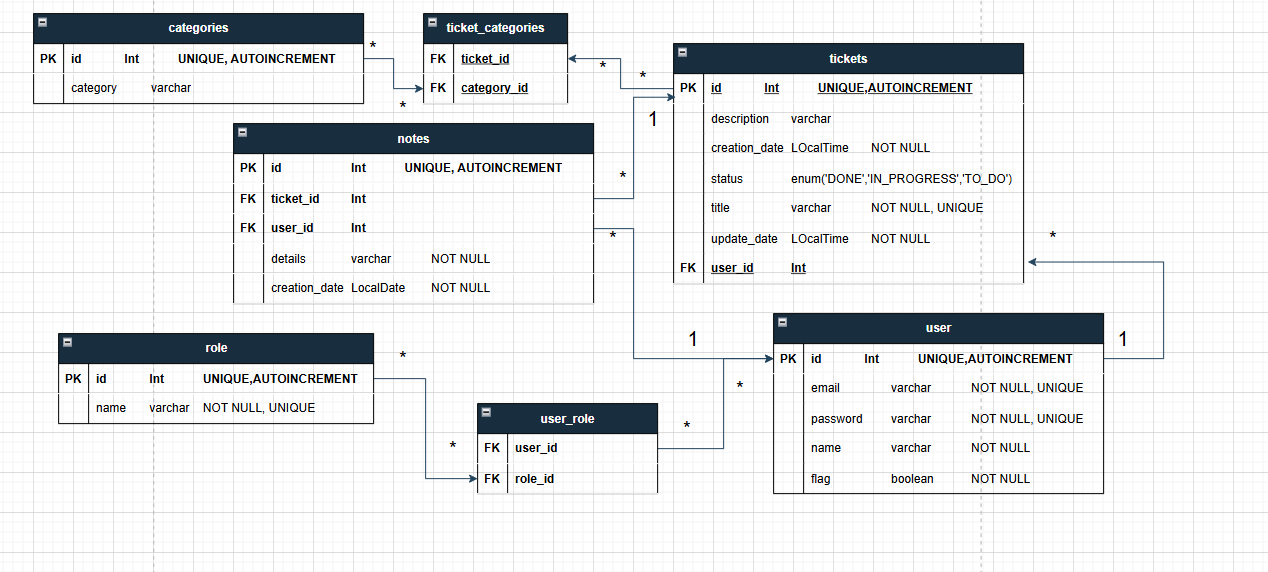 categories
PK id Int UNIQUE, AUTOINCREMENT
category varchar
*
*
ticket_categories
FK ticket_id
FK category_id
*
*
tickets
PK id Int UNIQUE,AUTOINCREMENT
description varchar
creation_date LOcalTime NOT NULL
status enum('DONE','IN_PROGRESS','TO_DO')
title varchar NOT NULL, UNIQUE
update_date LOcalTime NOT NULL
FK user_id Int
1
*
notes
PK id Int UNIQUE, AUTOINCREMENT
FK ticket_id Int
FK user_id Int
details varchar NOT NULL
creation_date LocalDate NOT NULL
*
*
1
role
PK id Int UNIQUE,AUTOINCREMENT
name varchar NOT NULL, UNIQUE
*
*
user_role
FK user_id
FK role_id
*
*
user
PK id Int UNIQUE,AUTOINCREMENT
email varchar NOT NULL, UNIQUE
password varchar NOT NULL, UNIQUE
name varchar NOT NULL
flag boolean NOT NULL
1